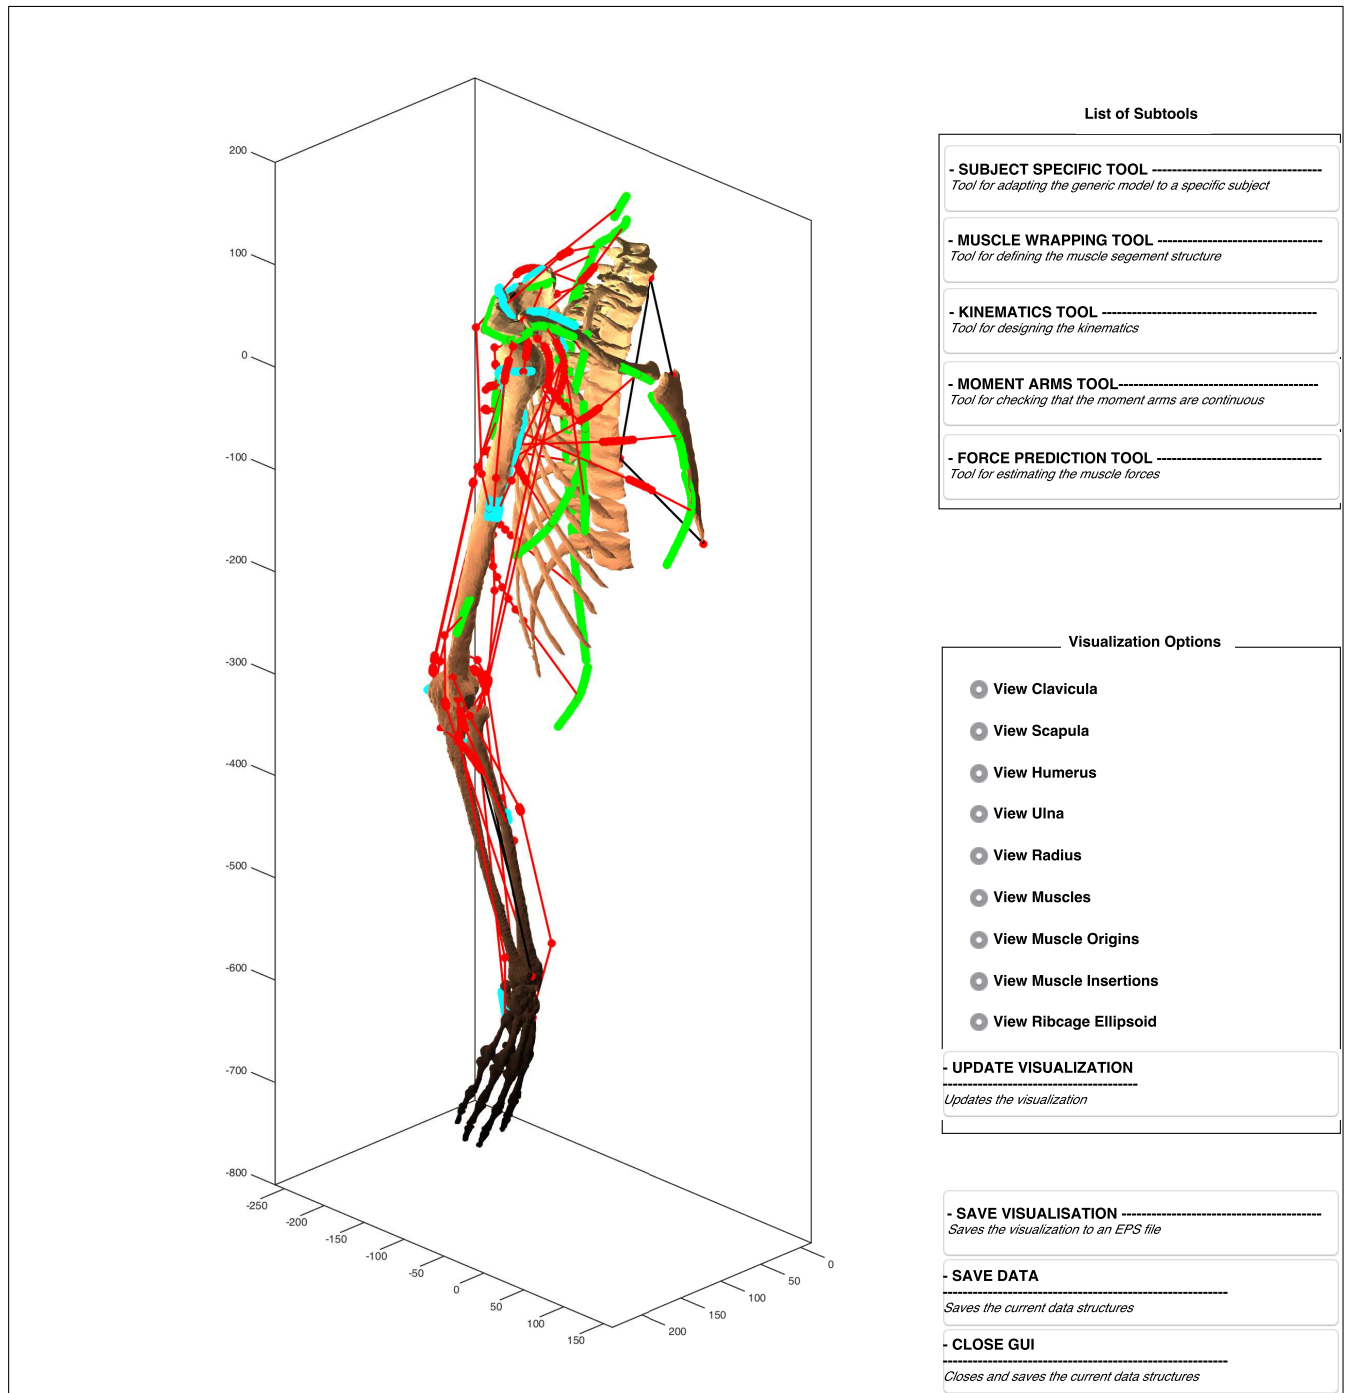 200
100
0
-100
-200
-300
-400
-500
-600
-700
-800
-250
-200
-150
-100
-50
0
50
100
150
200
150
100
50
0
List of Subtools
- SUBJECT SPECIFIC TOOL ----------------------------------
Tool for adapting the generic model to a specific subject
- MUSCLE WRAPPING TOOL ---------------------------------
Tool for defining the muscle segement structure
- KINEMATICS TOOL -------------------------------------------
Tool for designing the kinematics
- MOMENT ARMS TOOL----------------------------------------
Tool for checking that the moment arms are continuous
- FORCE PREDICTION TOOL ---------------------------------
Tool for estimating the muscle forces
Visualization Options
View Clavicula
View Scapula
View Humerus
View Ulna
View Radius
View Muscles
View Muscle Origins
View Muscle Insertions
View Ribcage Ellipsoid
- UPDATE VISUALIZATION
---------------------------------------
Updates the visualization
- SAVE VISUALISATION ----------------------------------------
Saves the visualization to an EPS file
- SAVE DATA
---------------------------------------------------------
Saves the current data structures
- CLOSE GUI
---------------------------------------------------------
Closes and saves the current data structures